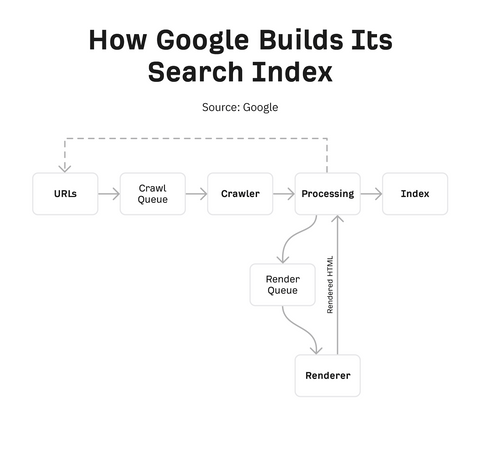 How Google Builds Its
Search Index
Source: Google
URLs
Crawl
Queue
Crawler
Processing
Index
Render
Queue
Rendered HTML
Renderer